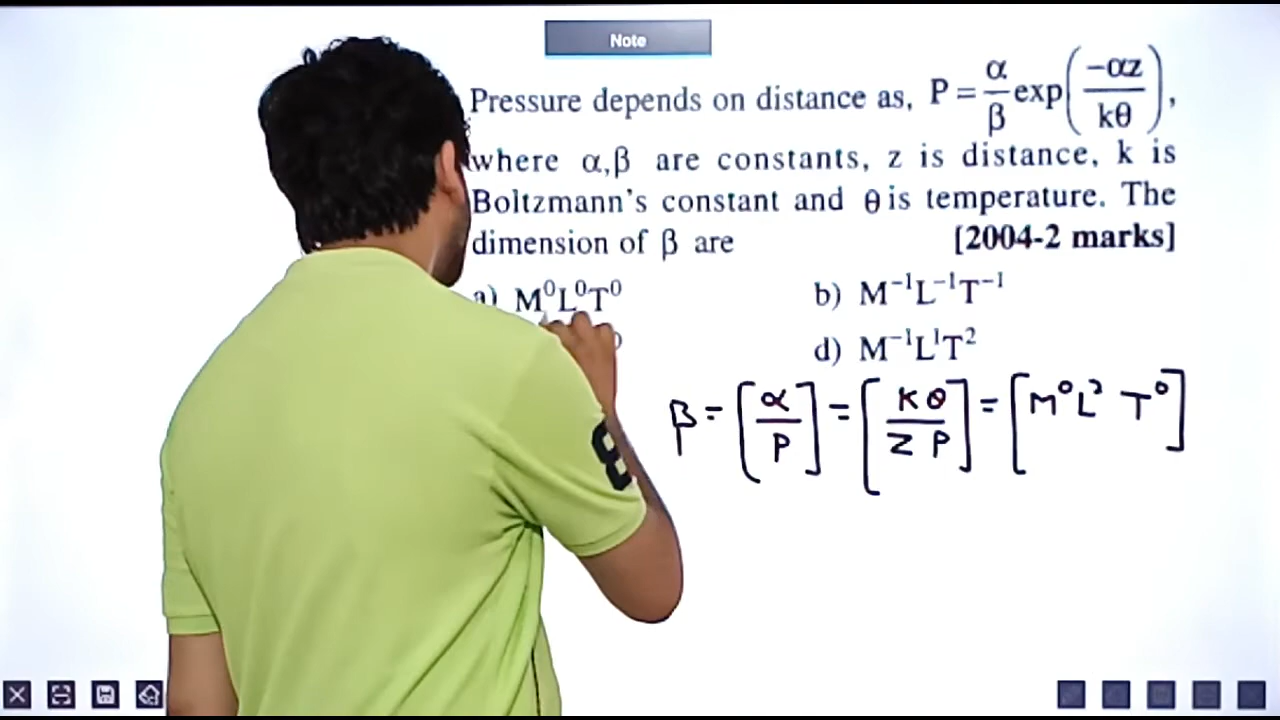 Note
Pressure depends on distance as, P = α/β exp(-αz/kθ),
where α,β are constants, z is distance, k is
Boltzmann's constant and θ is temperature. The
dimension of β are [2004-2 marks]
a) M⁰L⁰T⁰ b) M⁻¹L⁻¹T⁻¹
d) M⁻¹L¹T²
β = [α/P] = [kθ/z P] = [M⁰L² T⁰]
8